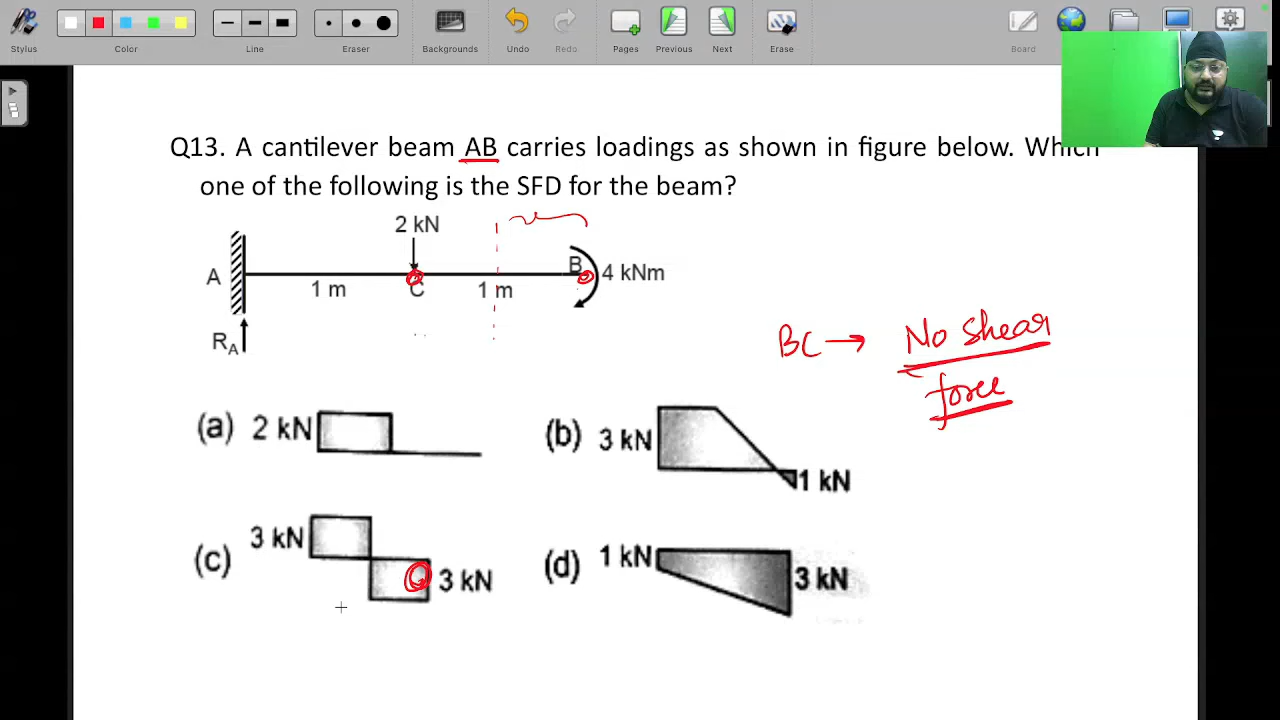 Stylus
Color
Line
Eraser
Backgrounds
Undo
Redo
Pages
Previous
Next
Erase
Board
Q13. A cantilever beam AB carries loadings as shown in figure below. Which
one of the following is the SFD for the beam?
2 kN
A
B
4 kNm
1 m
C
1 m
RA
BC → No Shear
force
(a) 2 kN
(b) 3 kN
1 kN
(c) 3 kN
3 kN
(d) 1 kN
3 kN